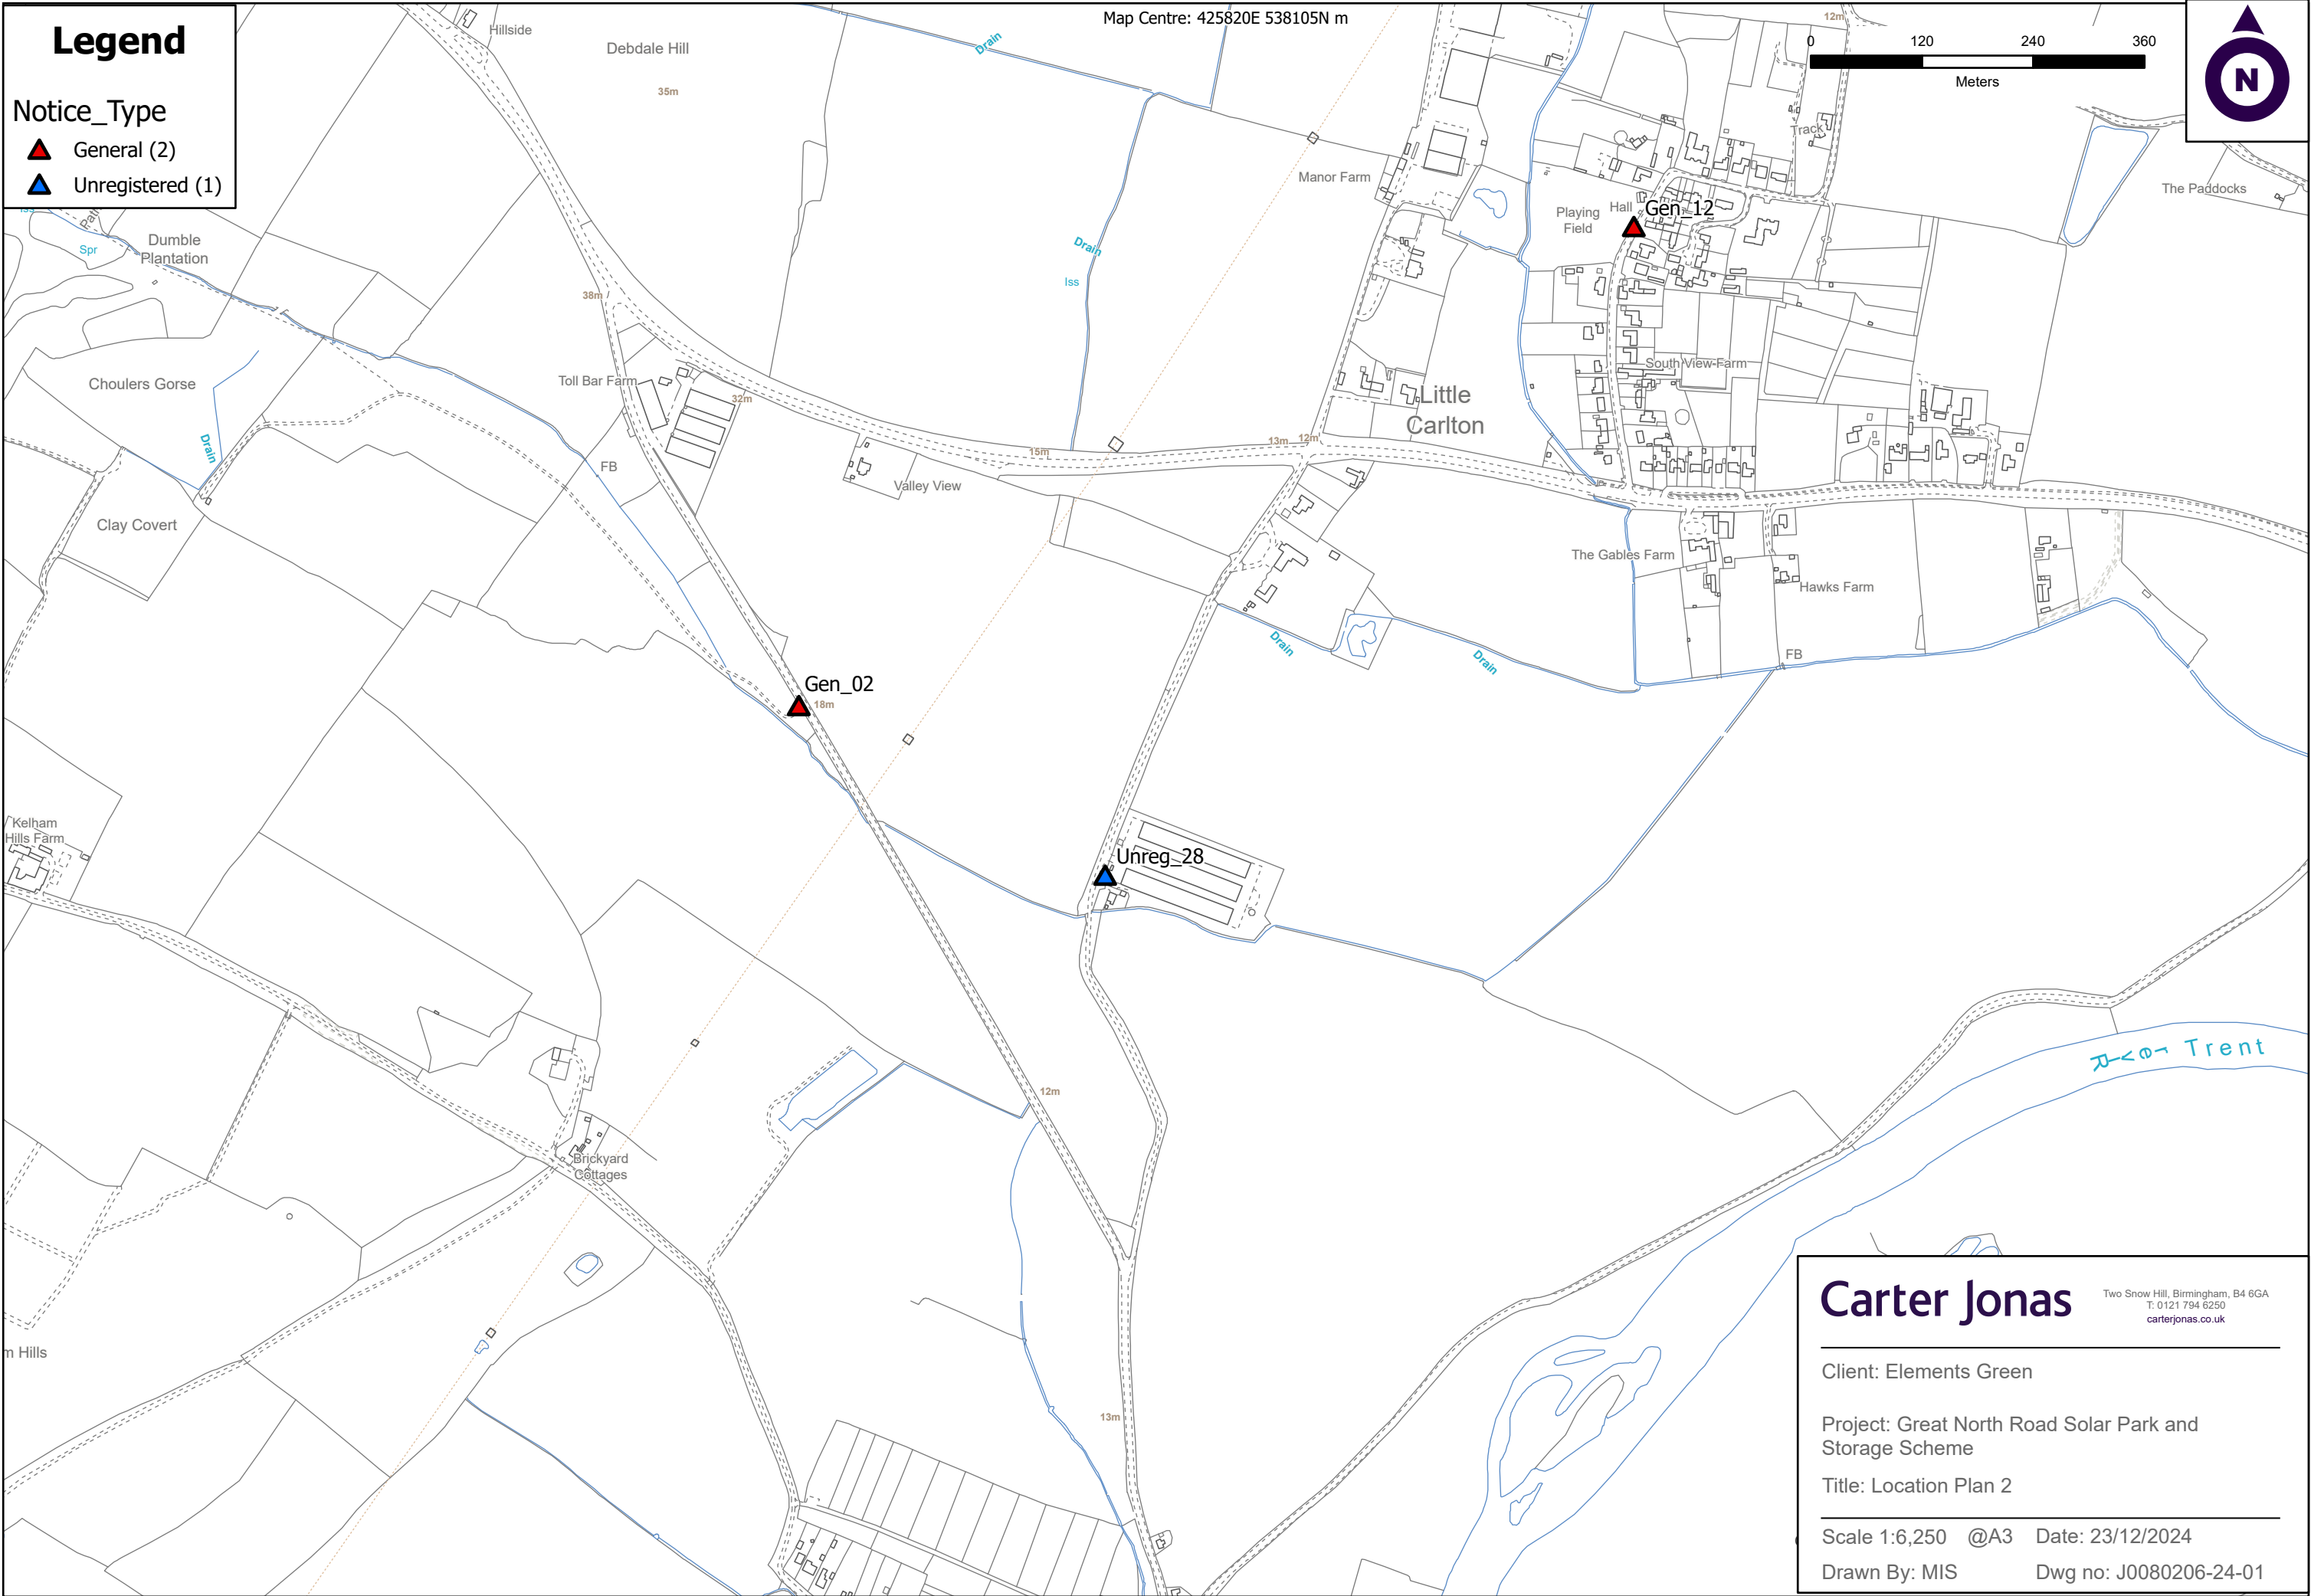 Legend
Notice_Type
General (2)
Unregistered (1)
Map Centre: 425820E 538105N m
0 120 240 360
Meters
N
Hillside
Debdale Hill
35m
Drain
12m
Track
The Paddocks
Manor Farm
Playing
Field
Hall
Gen_12
Iss
Path
Spr
Dumble
Plantation
Drain
Iss
38m
Choulers Gorse
Toll Bar Farm
32m
South View Farm
Little
Carlton
Drain
FB
15m
13m
12m
Valley View
Clay Covert
The Gables Farm
Hawks Farm
Drain
Drain
FB
Gen_02
18m
Kelham
Hills Farm
Unreg_28
River Trent
12m
Brickyard
Cottages
m Hills
13m
Carter Jonas
Two Snow Hill, Birmingham, B4 6GA
T: 0121 794 6250
carterjonas.co.uk
Client: Elements Green
Project: Great North Road Solar Park and
Storage Scheme
Title: Location Plan 2
Scale 1:6,250 @A3 Date: 23/12/2024
Drawn By: MIS Dwg no: J0080206-24-01